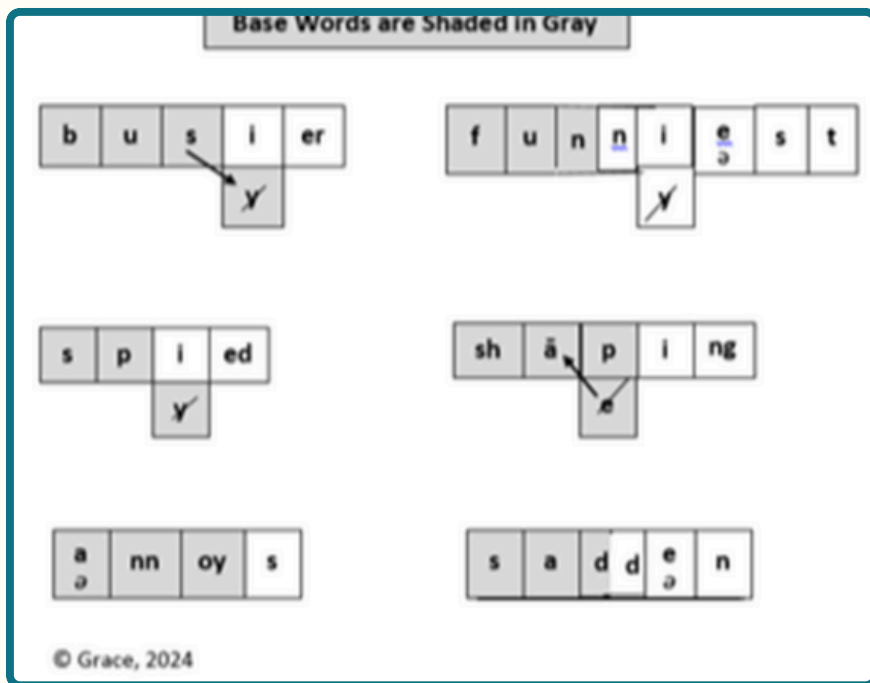 Base Words are Shaded in Gray
b u s i er
y
f u n n i e s t
ə
y
s p i ed
y
sh ā p i ng
e
a nn oy s
ə
s a d d e n
ə
© Grace, 2024